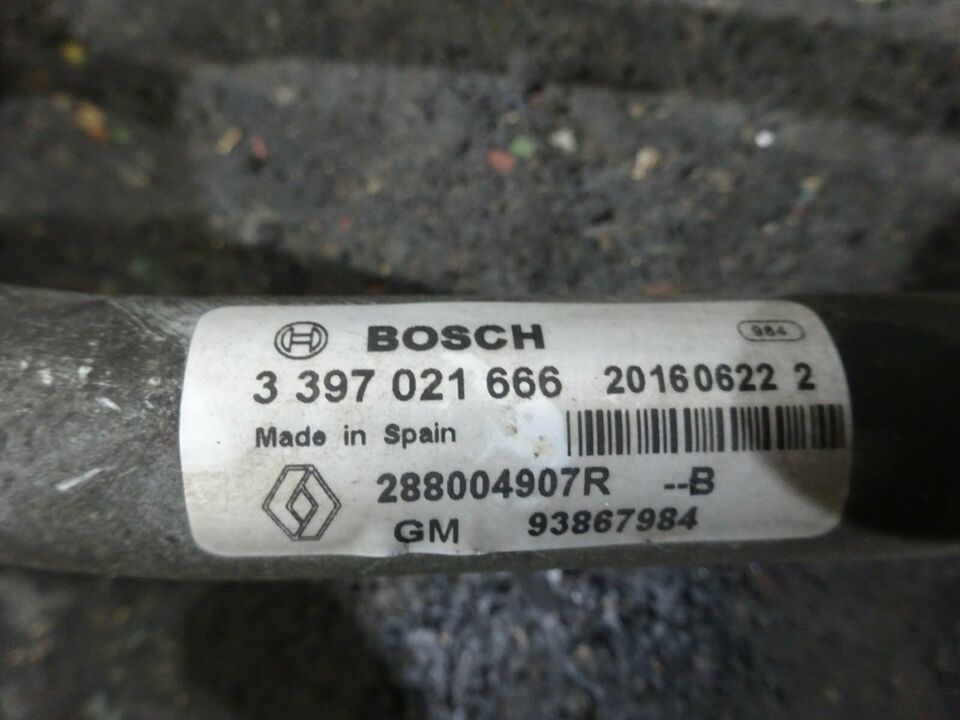 BOSCH 984
3 397 021 666 20160622 2
Made in Spain
288004907R --B
GM 93867984